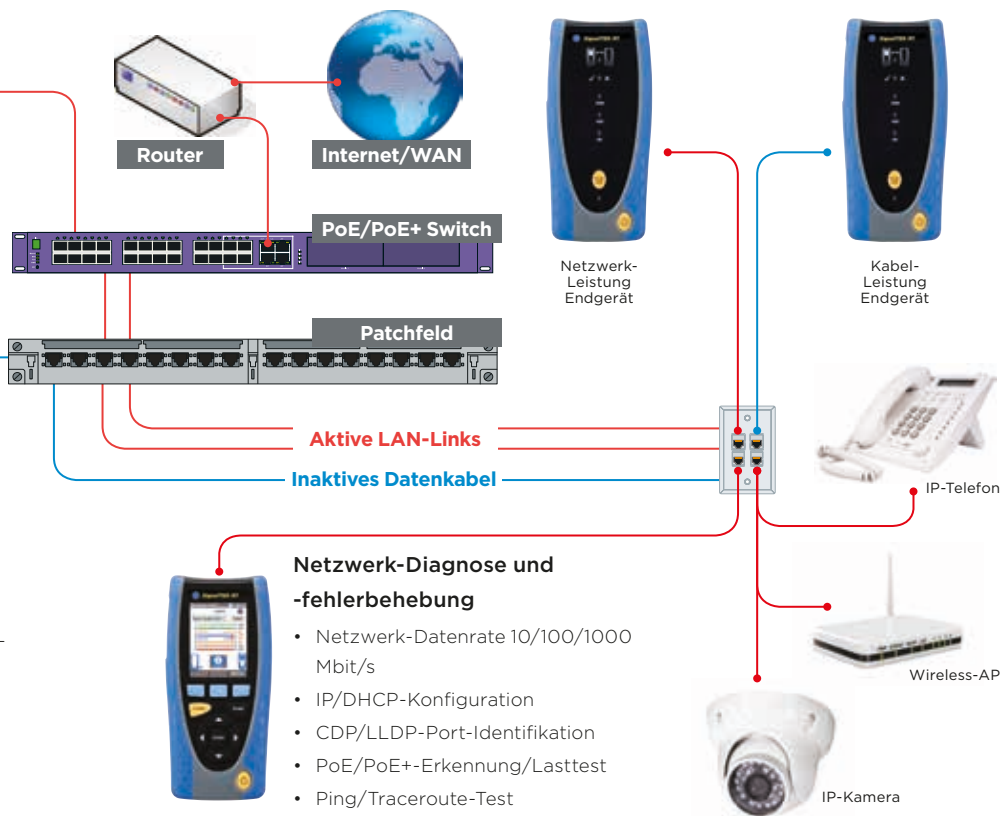 Router
Internet/WAN
PoE/PoE+ Switch
Patchfeld
Netzwerk-
Leistung
Endgerät
Kabel-
Leistung
Endgerät
Aktive LAN-Links
Inaktives Datenkabel
IP-Telefon
Wireless-AP
IP-Kamera
Netzwerk-Diagnose und
-fehlerbehebung
• Netzwerk-Datenrate 10/100/1000
Mbit/s
• IP/DHCP-Konfiguration
• CDP/LLDP-Port-Identifikation
• PoE/PoE+-Erkennung/Lasttest
• Ping/Traceroute-Test